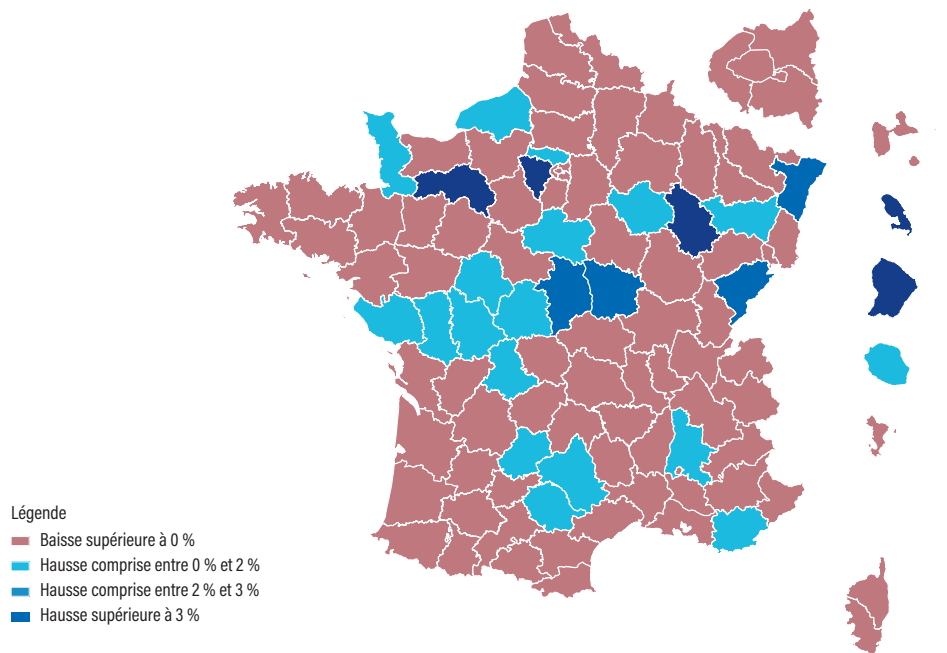 Légende
Baisse supérieure à 0 %
Hausse comprise entre 0 % et 2 %
Hausse comprise entre 2 % et 3 %
Hausse supérieure à 3 %